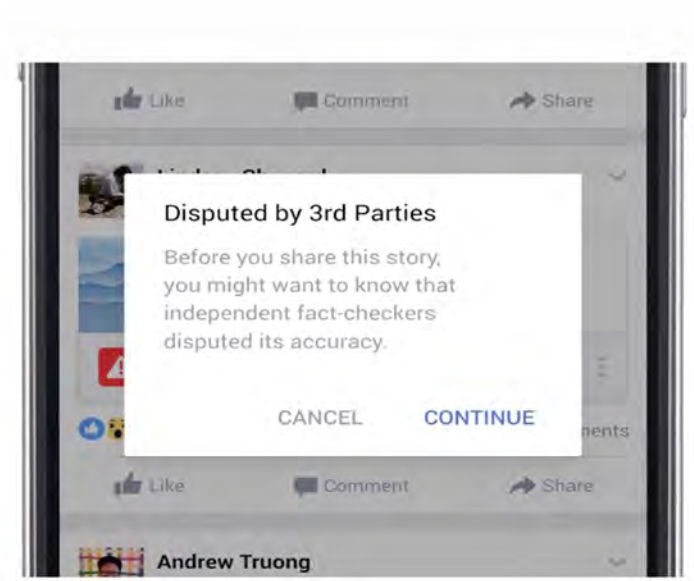 Like Comment Share
Disputed by 3rd Parties
Before you share this story,
you might want to know that
independent fact-checkers
disputed its accuracy.
CANCEL CONTINUE
Like Comment Share
Andrew Truong